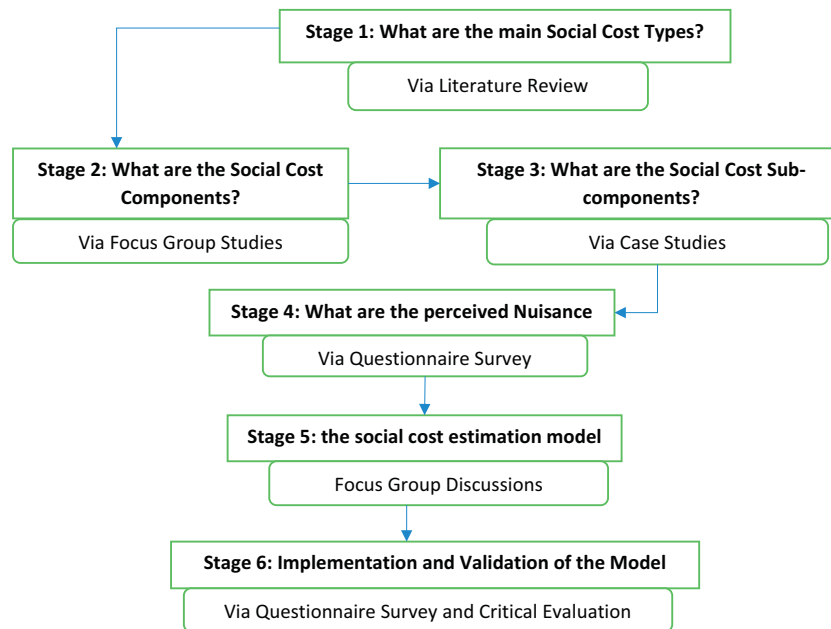 Stage 1: What are the main Social Cost Types?
Via Literature Review
Stage 2: What are the Social Cost
Components?
Via Focus Group Studies
Stage 3: What are the Social Cost Sub-
components?
Via Case Studies
Stage 4: What are the perceived Nuisance
Via Questionnaire Survey
Stage 5: the social cost estimation model
Focus Group Discussions
Stage 6: Implementation and Validation of the Model
Via Questionnaire Survey and Critical Evaluation